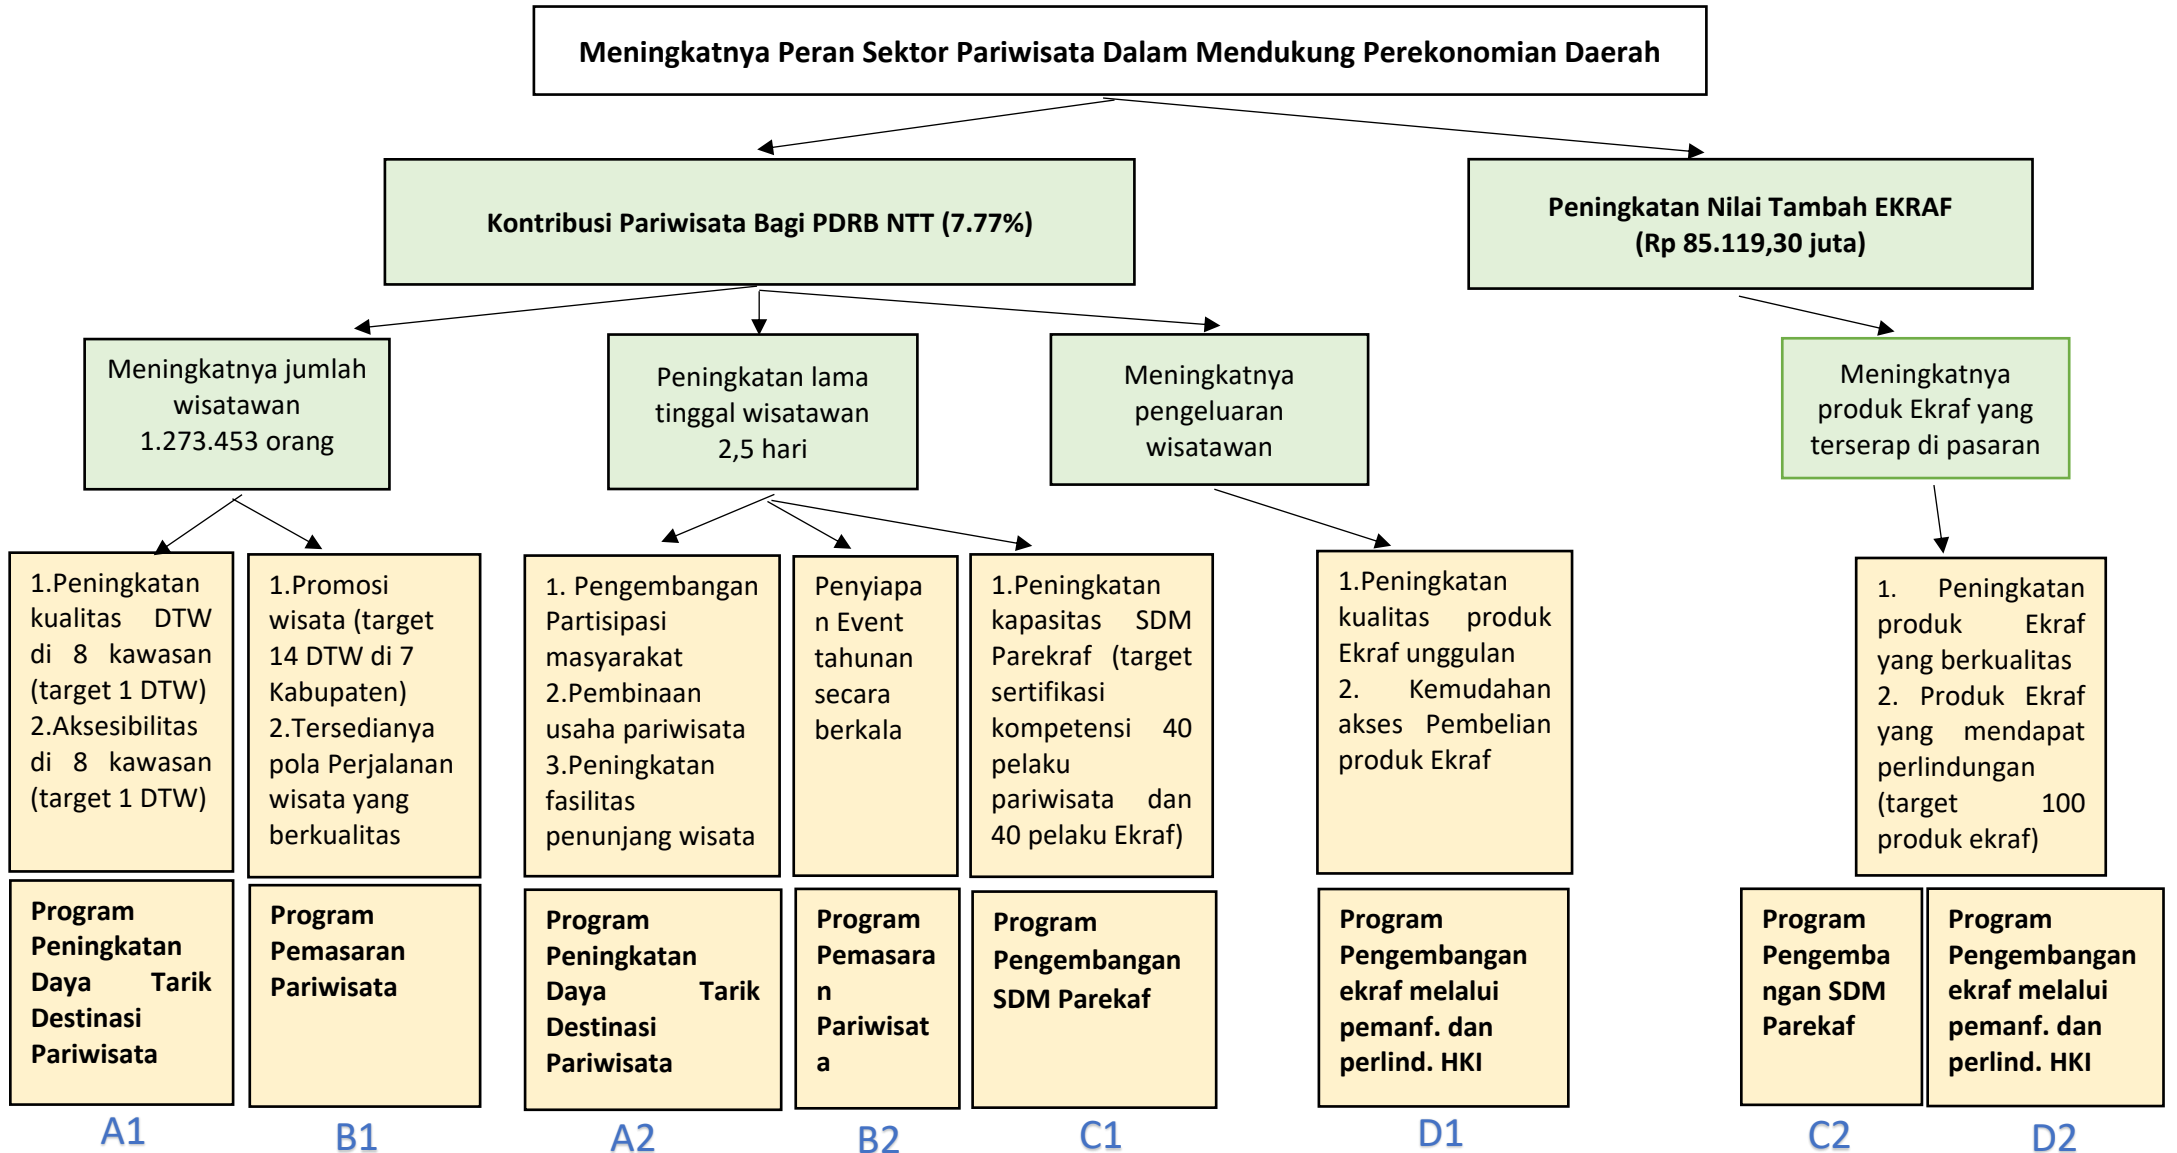 Meningkatnya Peran Sektor Pariwisata Dalam Mendukung Perekonomian Daerah
Kontribusi Pariwisata Bagi PDRB NTT (7.77%)
Peningkatan Nilai Tambah EKRAF
(Rp 85.119,30 juta)
Meningkatnya jumlah
wisatawan
1.273.453 orang
Peningkatan lama
tinggal wisatawan
2,5 hari
Meningkatnya
pengeluaran
wisatawan
Meningkatnya
produk Ekraf yang
terserap di pasaran
1.Peningkatan
kualitas DTW
di 8 kawasan
(target 1 DTW)
2.Aksesibilitas
di 8 kawasan
(target 1 DTW)
1.Promosi
wisata (target
14 DTW di 7
Kabupaten)
2.Tersedianya
pola Perjalanan
wisata yang
berkualitas
1. Pengembangan
Partisipasi
masyarakat
2.Pembinaan
usaha pariwisata
3.Peningkatan
fasilitas
penunjang wisata
Penyiapa
n Event
tahunan
secara
berkala
1.Peningkatan
kapasitas SDM
Parekraf (target
sertifikasi
kompetensi 40
pelaku
pariwisata dan
40 pelaku Ekraf)
1.Peningkatan
kualitas produk
Ekraf unggulan
2. Kemudahan
akses Pembelian
produk Ekraf
1. Peningkatan
produk Ekraf
yang berkualitas
2. Produk Ekraf
yang mendapat
perlindungan
(target 100
produk ekraf)
Program
Peningkatan
Daya Tarik
Destinasi
Pariwisata
Program
Pemasaran
Pariwisata
Program
Peningkatan
Daya Tarik
Destinasi
Pariwisata
Program
Pemasara
n
Pariwisat
a
Program
Pengembangan
SDM Parekaf
Program
Pengembangan
ekraf melalui
pemanf. dan
perlind. HKI
Program
Pengemba
ngan SDM
Parekaf
Program
Pengembangan
ekraf melalui
pemanf. dan
perlind. HKI
A1
B1
A2
B2
C1
D1
C2
D2